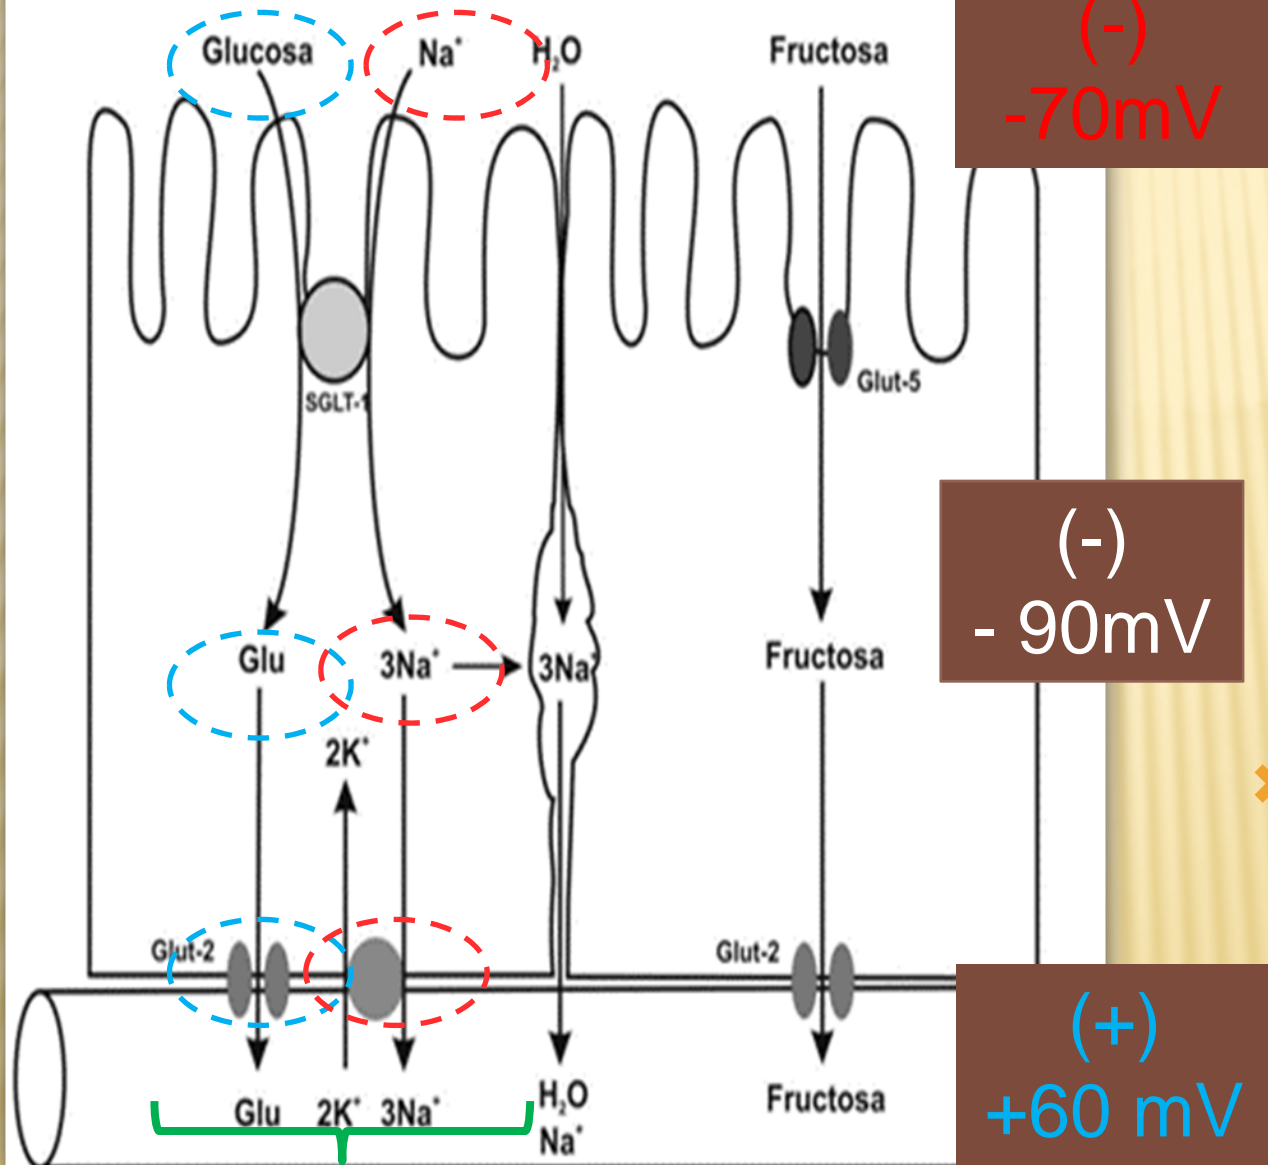 Glucosa
Na⁺
H₂O
Fructosa
(-)
-70mV
SGLT-1
Glut-5
(-)
- 90mV
Glu
3Na⁺
3Na⁺
Fructosa
2K⁺
Glut-2
Glut-2
(+)
+60 mV
Glu
2K⁺
3Na⁺
H₂O
Na⁺
Fructosa